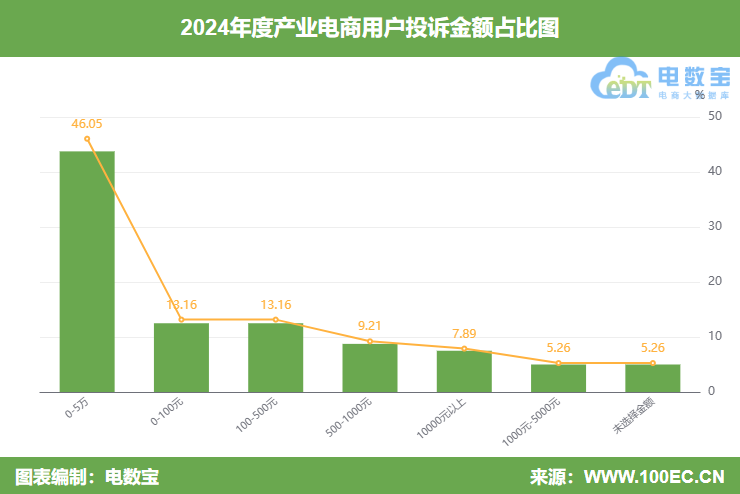 2024年度产业电商用户投诉金额占比图
eDT 电数宝
电商大数据库
%
50
40
30
20
10
0
46.05
13.16
13.16
9.21
7.89
5.26
5.26
0-5万
0-100元
100-500元
500-1000元
10000元以上
1000元-5000元
未选择金额
图表编制：电数宝
来源：WWW.100EC.CN